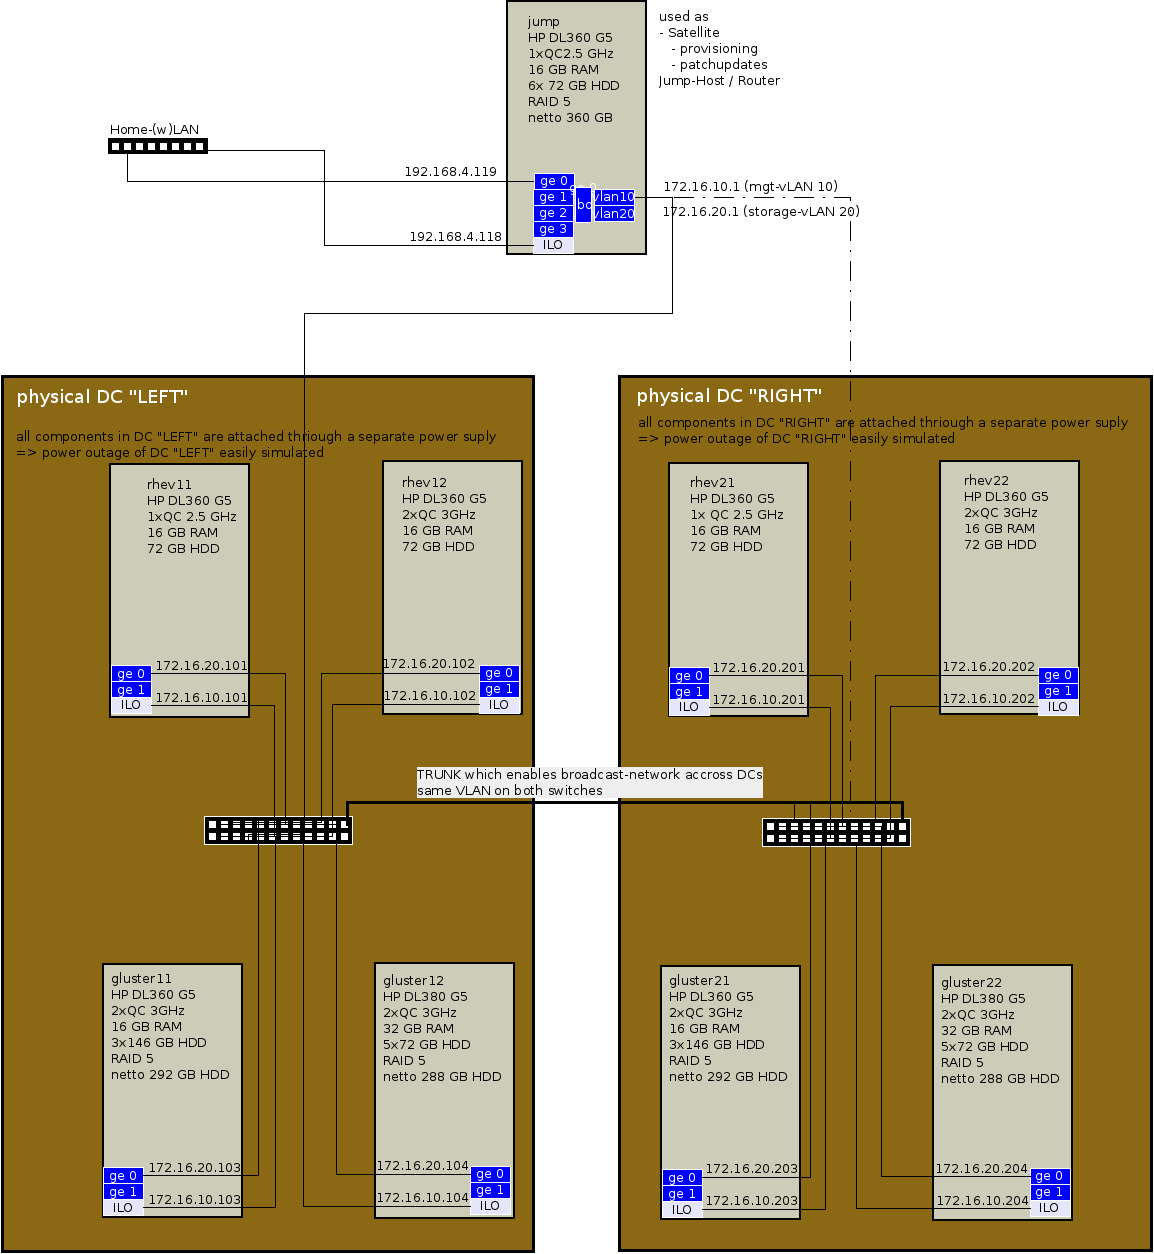 jump
HP DL360 G5
1xQC2.5 GHz
16 GB RAM
6x 72 GB HDD
RAID 5
netto 360 GB
used as
- Satellite
- provisioning
- patchupdates
Jump-Host / Router
Home-(w)LAN
192.168.4.119
192.168.4.118
ge 0
ge 1
ge 2
ge 3
ILO
vlan10
vlan20
172.16.10.1 (mgt-vLAN 10)
172.16.20.1 (storage-vLAN 20)
physical DC "LEFT"
all components in DC "LEFT" are attached thriough a separate power suply
=> power outage of DC "LEFT" easily simulated
rhev11
HP DL360 G5
1xQC 2.5 GHz
16 GB RAM
72 GB HDD
ge 0
ge 1
ILO
172.16.20.101
172.16.10.101
rhev12
HP DL360 G5
2xQC 3GHz
16 GB RAM
72 GB HDD
172.16.20.102
172.16.10.102
ge 0
ge 1
ILO
physical DC "RIGHT"
all components in DC "RIGHT" are attached thriough a separate power suply
=> power outage of DC "RIGHT" easily simulated
rhev21
HP DL360 G5
1x QC 2.5 GHz
16 GB RAM
72 GB HDD
ge 0
ge 1
ILO
172.16.20.201
172.16.10.201
rhev22
HP DL360 G5
2xQC 3GHz
16 GB RAM
72 GB HDD
172.16.20.202
172.16.10.202
ge 0
ge 1
ILO
TRUNK which enables broadcast-network accross DCs
same VLAN on both switches
gluster11
HP DL360 G5
2xQC 3GHz
16 GB RAM
3x146 GB HDD
RAID 5
netto 292 GB HDD
ge 0
ge 1
ILO
172.16.20.103
172.16.10.103
gluster12
HP DL380 G5
2xQC 3GHz
32 GB RAM
5x72 GB HDD
RAID 5
netto 288 GB HDD
172.16.20.104
172.16.10.104
ge 0
ge 1
ILO
gluster21
HP DL360 G5
2xQC 3GHz
16 GB RAM
3x146 GB HDD
RAID 5
netto 292 GB HDD
ge 0
ge 1
ILO
172.16.20.203
172.16.10.203
gluster22
HP DL380 G5
2xQC 3GHz
32 GB RAM
5x72 GB HDD
RAID 5
netto 288 GB HDD
172.16.20.204
172.16.10.204
ge 0
ge 1
ILO